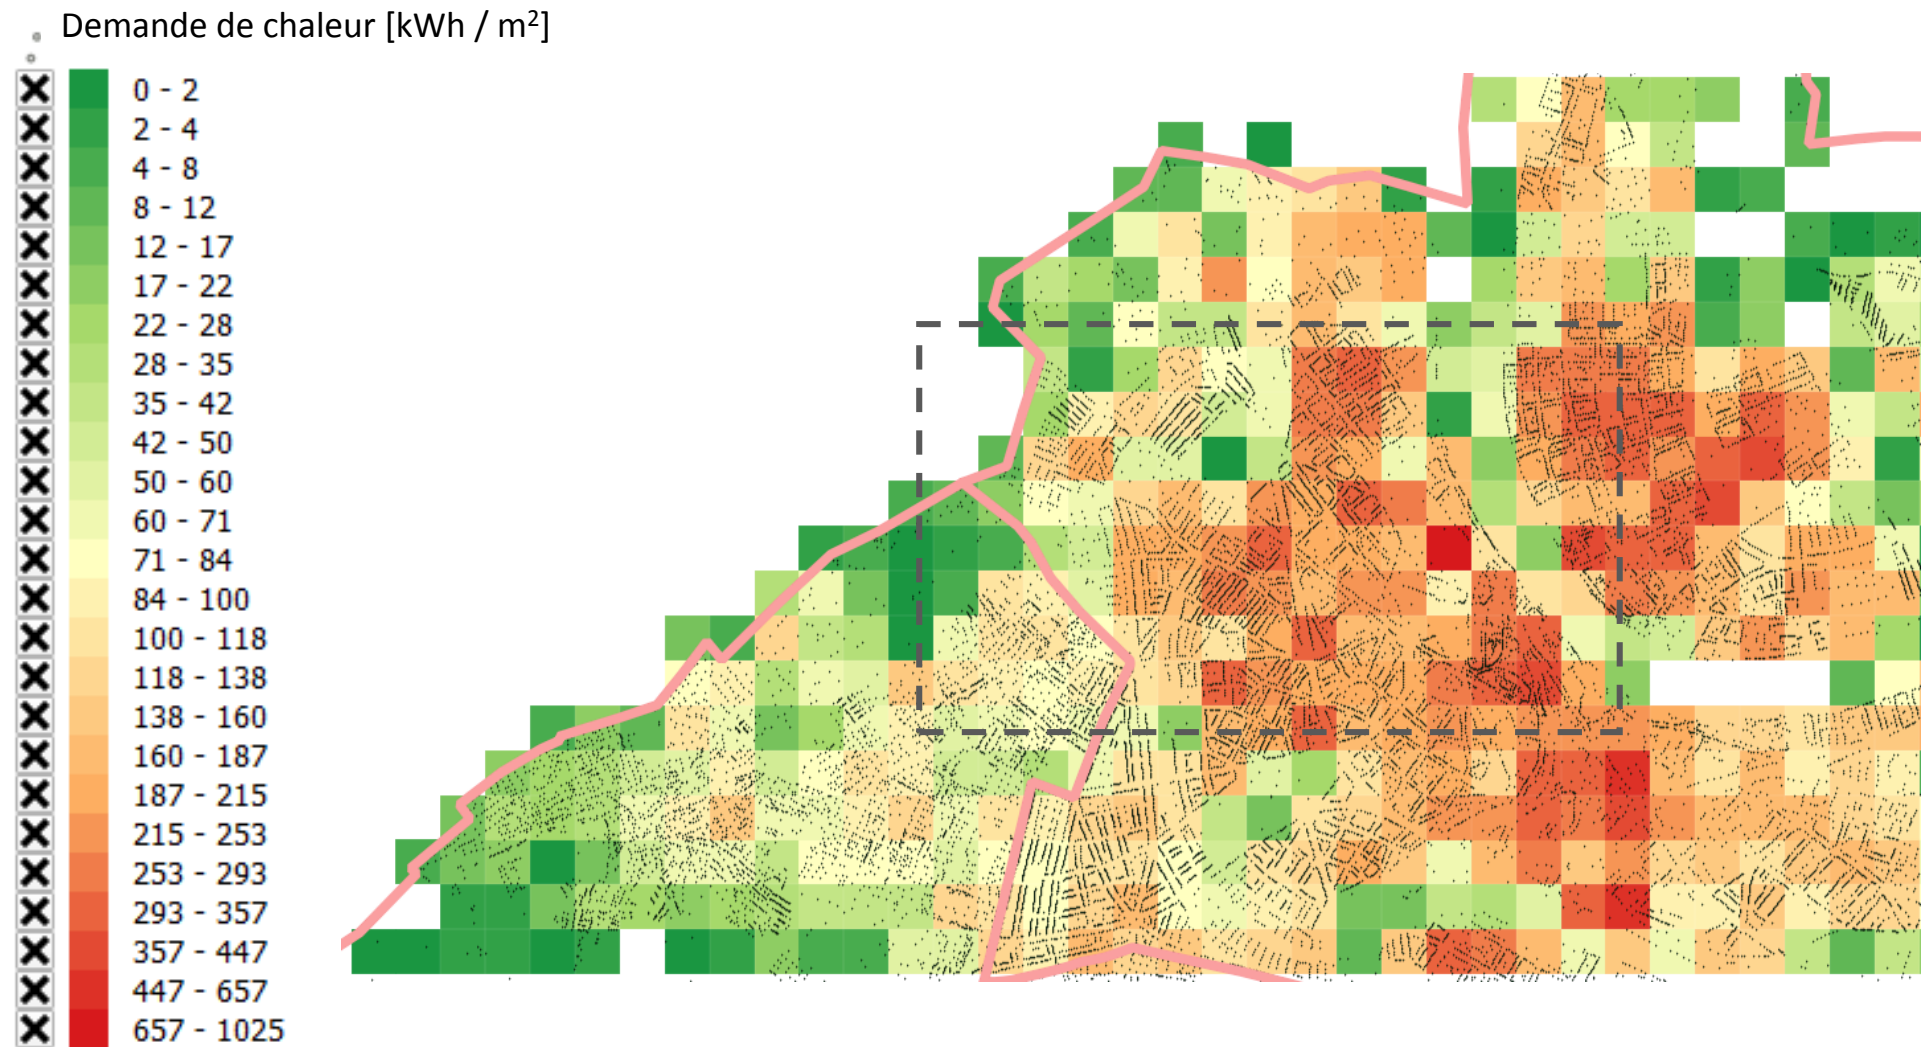 Demande de chaleur [kWh / m²]
0 - 2
2 - 4
4 - 8
8 - 12
12 - 17
17 - 22
22 - 28
28 - 35
35 - 42
42 - 50
50 - 60
60 - 71
71 - 84
84 - 100
100 - 118
118 - 138
138 - 160
160 - 187
187 - 215
215 - 253
253 - 293
293 - 357
357 - 447
447 - 657
657 - 1025